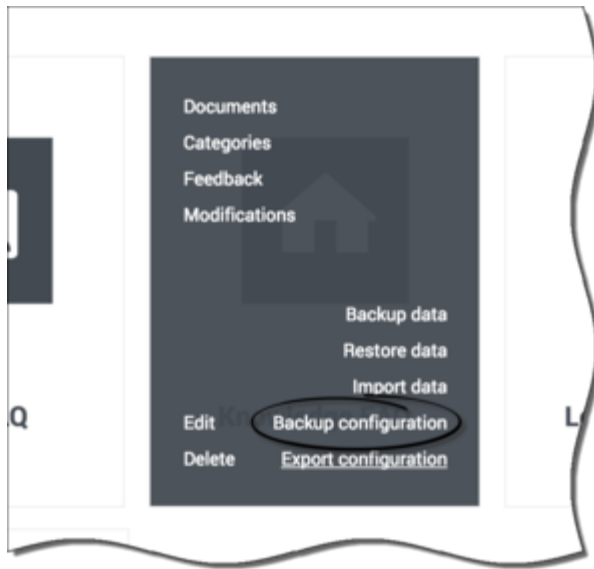 Documents
Categories
Feedback
Modifications
Backup data
Restore data
Import data
Q
Edit Backup configuration
Delete Export configuration